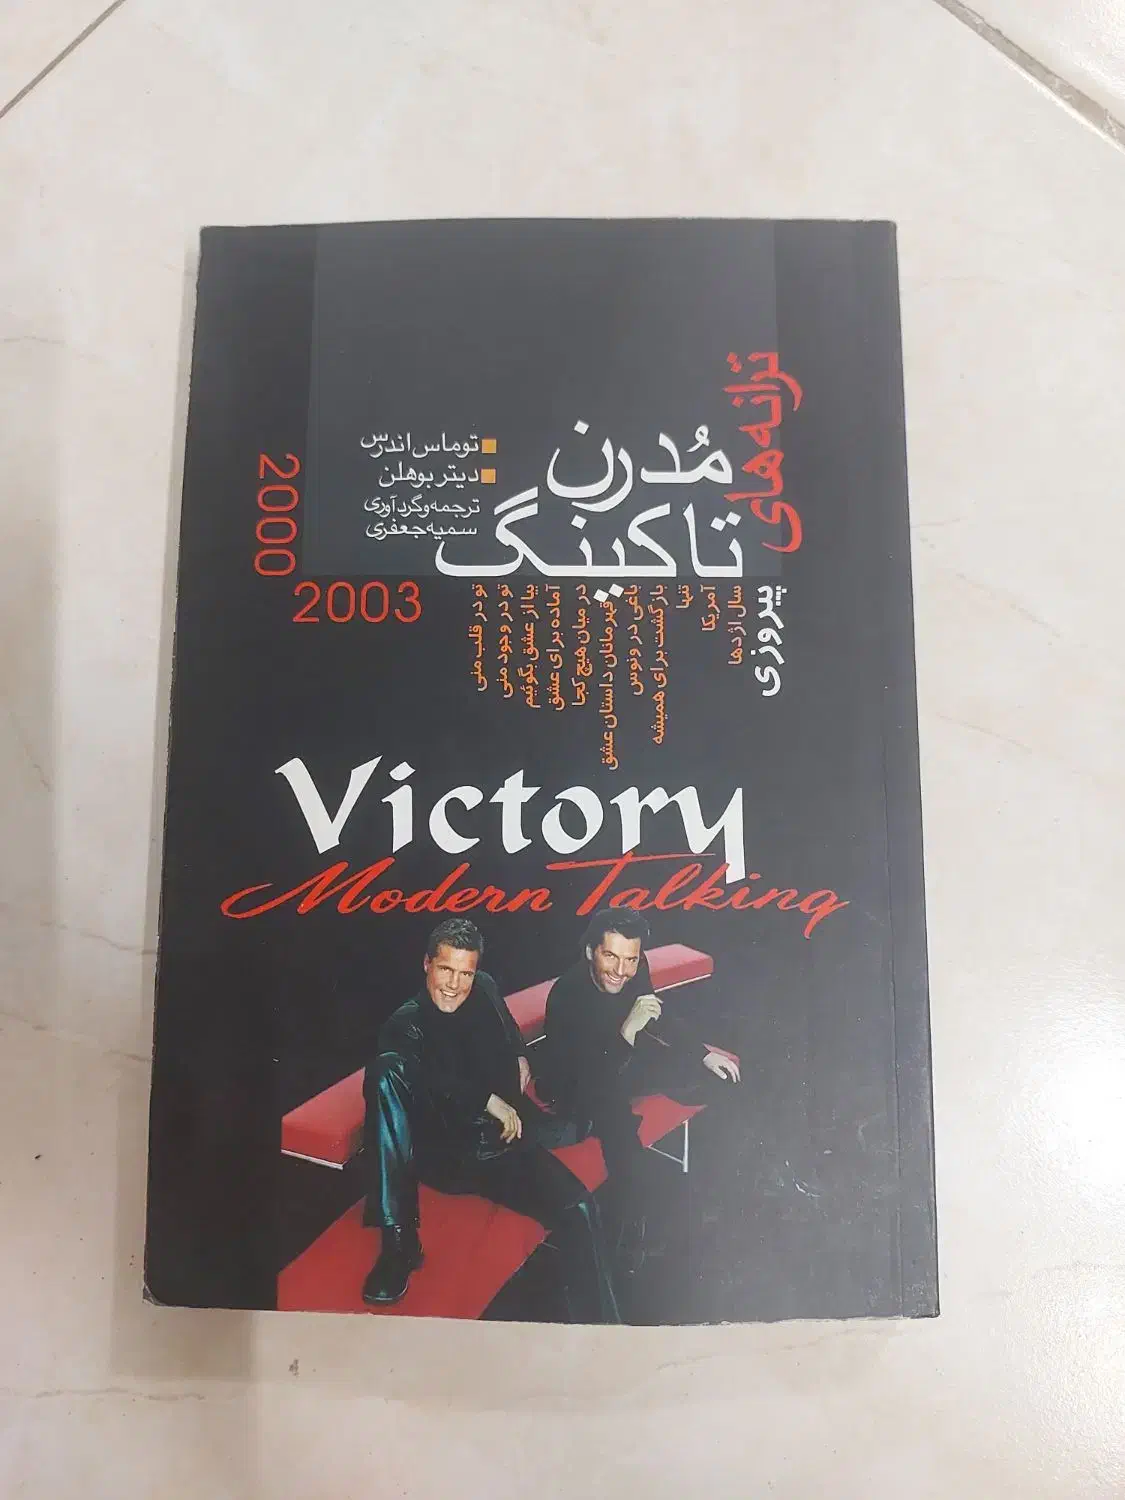 ترانه‌های
مُدرن
تاکینگ
توماس اندرس
دیتر بوهلن
ترجمه و گردآوری
سمیه جعفری
2000
2003
پیروزی
سال اژدها
آمریکا
تنها
بازگشت برای همیشه
باغی در ونوس
قهرمانان داستان عشق
در میان هیچ کجا
آماده برای عشق
بیا از عشق بگوئیم
تو در وجود منی
تو در قلب منی
Victory
Modern Talking